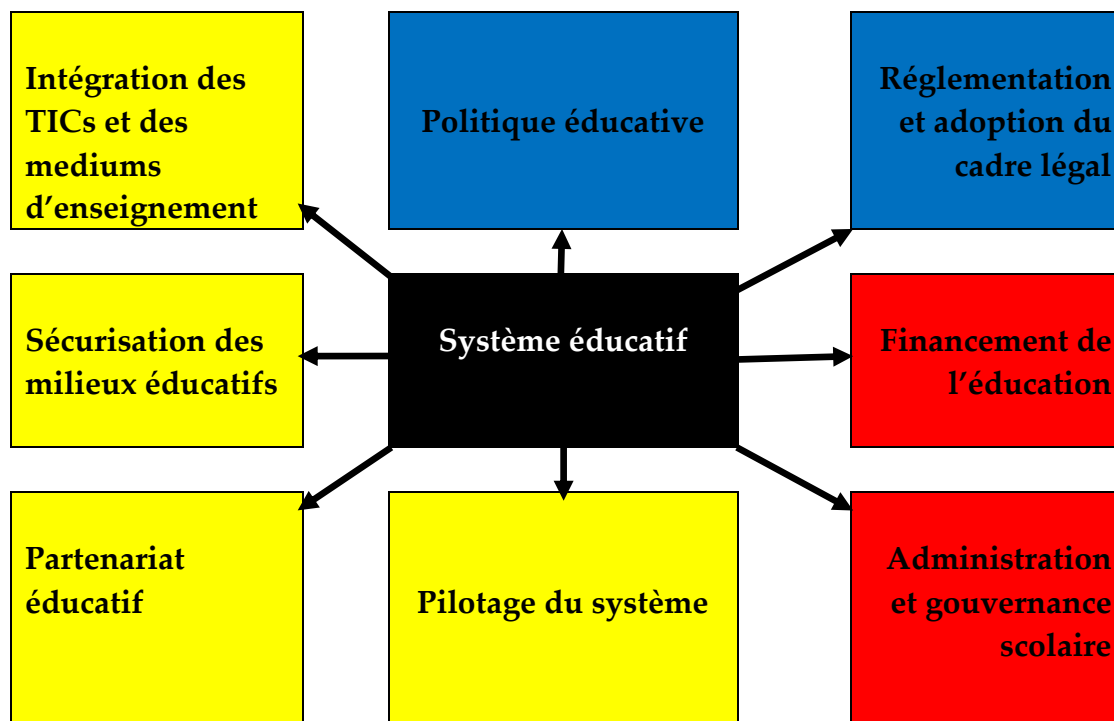 Intégration des
TICs et des
mediums
d’enseignement
Politique éducative
Réglementation
et adoption du
cadre légal
Sécurisation des
milieux éducatifs
Système éducatif
Financement de
l’éducation
Partenariat
éducatif
Pilotage du système
Administration
et gouvernance
scolaire